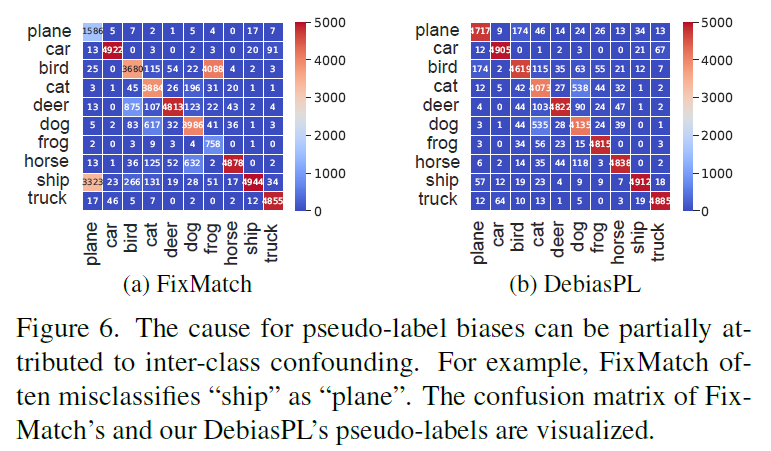 plane 1586 5 7 2 1 5 4 0 17 7
car 13 4922 0 3 0 2 3 0 20 91
bird 25 0 3680 115 54 22 4088 4 2 3
cat 3 1 45 3884 26 196 31 20 1 1
deer 13 0 875 107 4813 123 22 43 2 4
dog 5 2 83 617 32 3986 41 36 1 3
frog 2 0 3 9 3 4 758 0 0 0
horse 13 1 36 125 52 632 2 4878 0 2
ship 3323 23 266 131 19 28 51 17 4944 34
truck 17 46 5 7 0 2 0 2 12 4855
plane car bird cat deer dog frog horse ship truck
5000
4000
3000
2000
1000
0
(a) FixMatch
plane 4717 9 174 46 14 24 26 13 34 13
car 12 4905 0 1 2 3 0 0 21 67
bird 174 2 4619 115 35 63 55 21 12 7
cat 32 5 42 4073 27 538 44 32 9 2
deer 4 0 44 103 4822 90 24 47 1 2
dog 3 1 44 535 28 4135 24 39 0 1
frog 3 0 34 56 23 15 4815 0 0 3
horse 6 2 14 35 44 118 3 4838 0 2
ship 57 12 19 23 4 9 9 7 4912 18
truck 12 64 10 13 1 5 0 3 19 4885
plane car bird cat deer dog frog horse ship truck
5000
4000
3000
2000
1000
0
(b) DebiasPL
Figure 6. The cause for pseudo-label biases can be partially at-
tributed to inter-class confounding. For example, FixMatch of-
ten misclassifies “ship” as “plane”. The confusion matrix of Fix-
Match’s and our DebiasPL’s pseudo-labels are visualized.